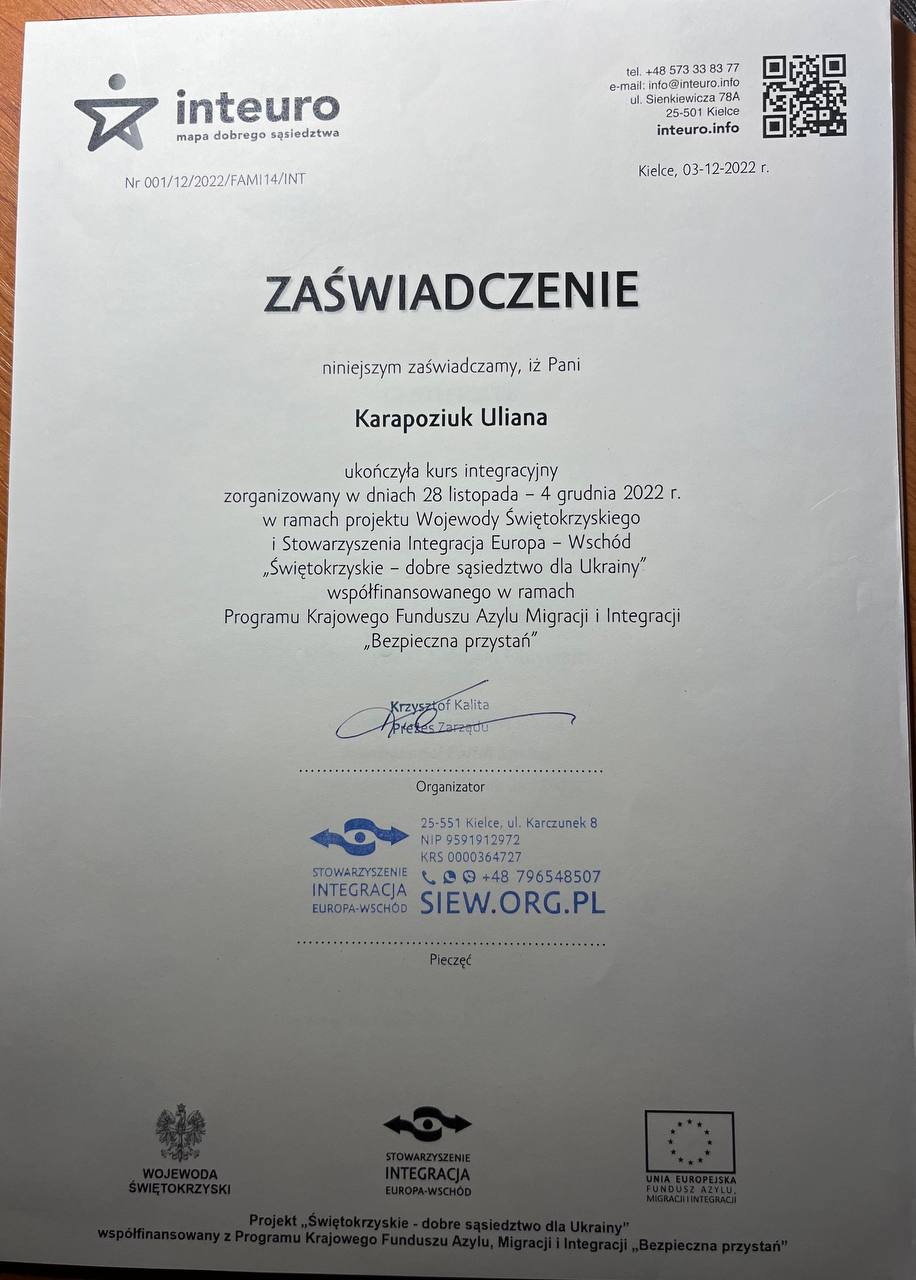 inteuro
mapa dobrego sąsiedztwa
tel. +48 573 33 83 77
e-mail: info@inteuro.info
ul. Sienkiewicza 78A
25-501 Kielce
inteuro.info
Nr 001/12/2022/FAMI14/INT
Kielce, 03-12-2022 r.
ZAŚWIADCZENIE
niniejszym zaświadczamy, iż Pani
Karapoziuk Uliana
ukończyła kurs integracyjny
zorganizowany w dniach 28 listopada – 4 grudnia 2022 r.
w ramach projektu Wojewody Świętokrzyskiego
i Stowarzyszenia Integracja Europa – Wschód
„Świętokrzyskie – dobre sąsiedztwo dla Ukrainy”
współfinansowanego w ramach
Programu Krajowego Funduszu Azylu Migracji i Integracji
„Bezpieczna przystań”
Krzysztof Kalita
Prezes Zarządu
Organizator
25-551 Kielce, ul. Karczunek 8
NIP 9591912972
KRS 0000364727
+48 796548507
SIEW.ORG.PL
STOWARZYSZENIE
INTEGRACJA
EUROPA-WSCHÓD
Pieczęć
WOJEWODA
ŚWIĘTOKRZYSKI
STOWARZYSZENIE
INTEGRACJA
EUROPA-WSCHÓD
UNIA EUROPEJSKA
FUNDUSZ AZYLU,
MIGRACJI I INTEGRACJI
Projekt „Świętokrzyskie - dobre sąsiedztwo dla Ukrainy”
współfinansowany z Programu Krajowego Funduszu Azylu, Migracji i Integracji „Bezpieczna przystań”